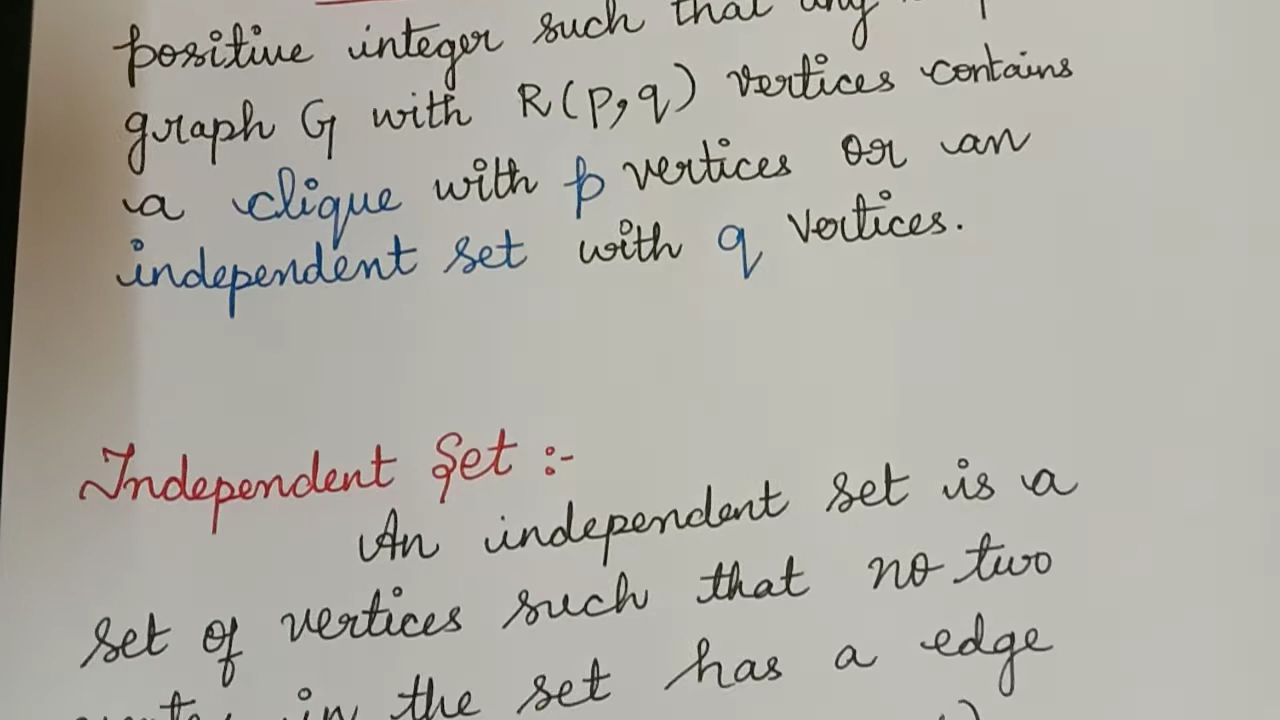 positive integer such that any
graph G with R(p,q) vertices contains
a clique with p vertices or an
independent set with q vertices.
Independent Set :-
An independent set is a
set of vertices such that no two
in the set has a edge